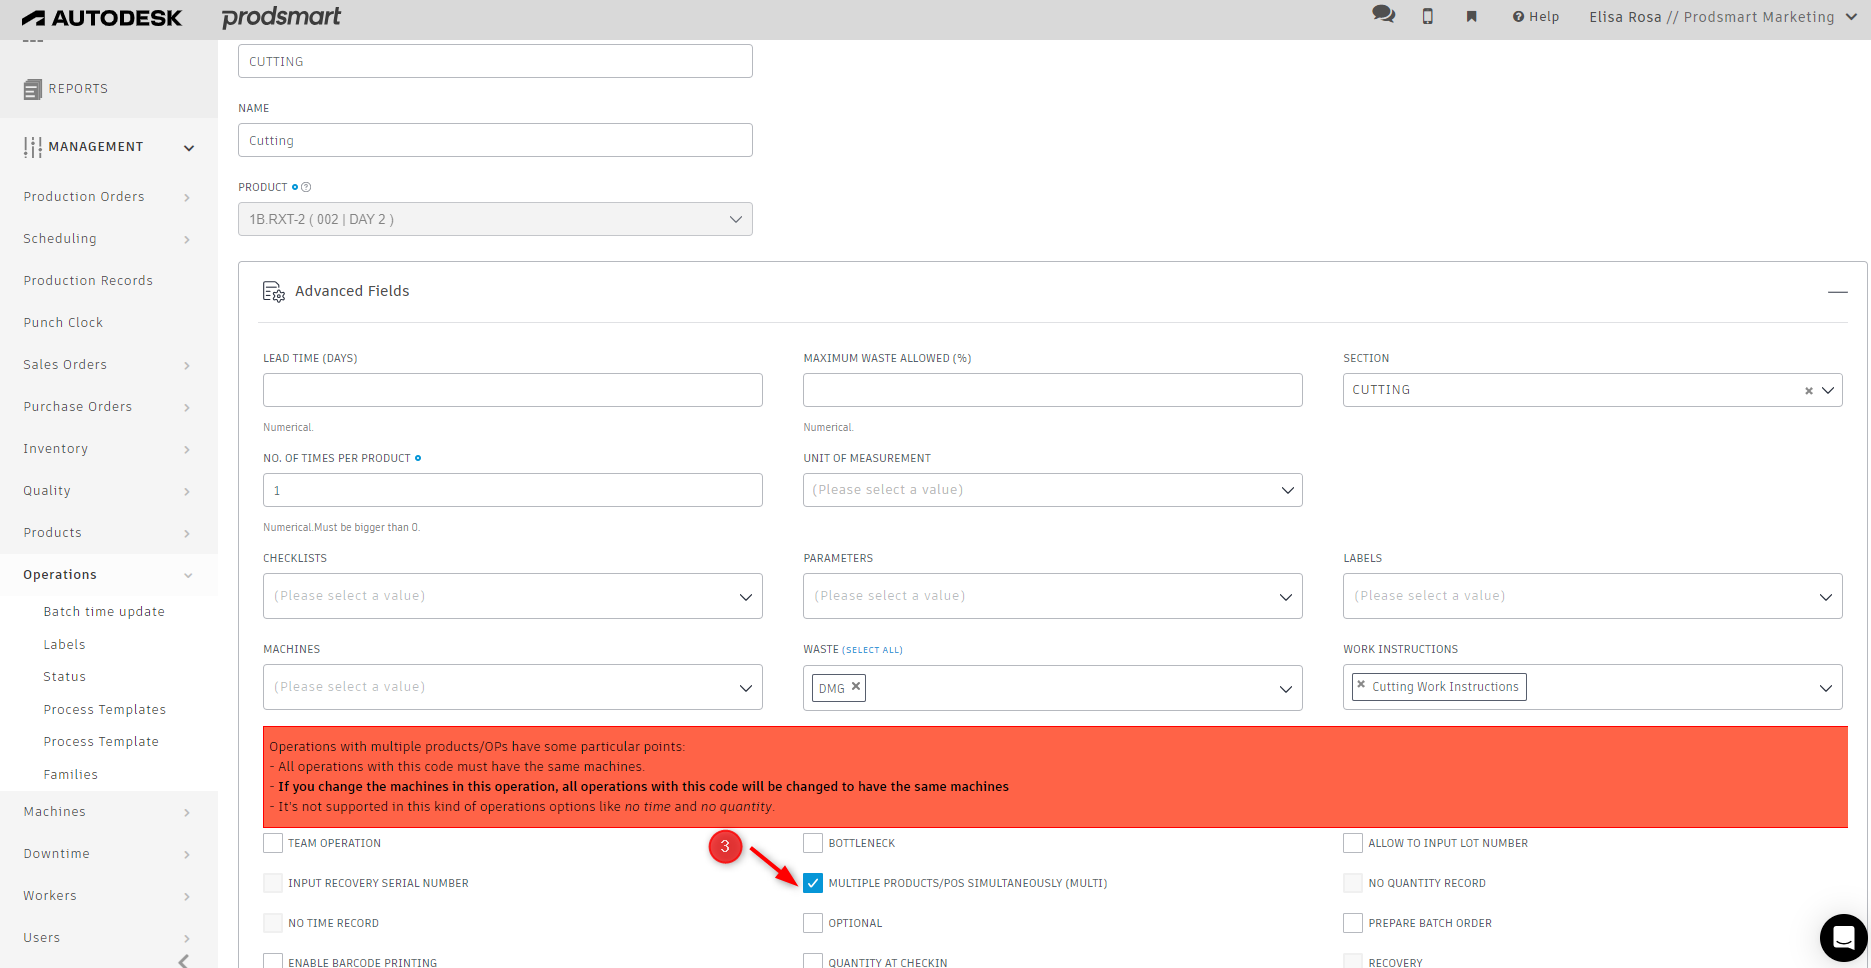 AUTODESK prodsmart Help Elisa Rosa // Prodsmart Marketing
REPORTS
MANAGEMENT
Production Orders
Scheduling
Production Records
Punch Clock
Sales Orders
Purchase Orders
Inventory
Quality
Products
Operations
Batch time update
Labels
Status
Process Templates
Process Template
Families
Machines
Downtime
Workers
Users
CUTTING
NAME
Cutting
PRODUCT
1B.RXT-2 ( 002 | DAY 2 )
Advanced Fields
LEAD TIME (DAYS) MAXIMUM WASTE ALLOWED (%) SECTION
CUTTING
Numerical. Numerical.
NO. OF TIMES PER PRODUCT UNIT OF MEASUREMENT
1 (Please select a value)
Numerical.Must be bigger than 0.
CHECKLISTS PARAMETERS LABELS
(Please select a value) (Please select a value) (Please select a value)
MACHINES WASTE (SELECT ALL) WORK INSTRUCTIONS
(Please select a value) DMG × × Cutting Work Instructions
Operations with multiple products/OPs have some particular points:
- All operations with this code must have the same machines.
- If you change the machines in this operation, all operations with this code will be changed to have the same machines
- It's not supported in this kind of operations options like no time and no quantity.
TEAM OPERATION 3 BOTTLENECK ALLOW TO INPUT LOT NUMBER
INPUT RECOVERY SERIAL NUMBER MULTIPLE PRODUCTS/POS SIMULTANEOUSLY (MULTI) NO QUANTITY RECORD
NO TIME RECORD OPTIONAL PREPARE BATCH ORDER
ENABLE BARCODE PRINTING QUANTITY AT CHECKIN RECOVERY